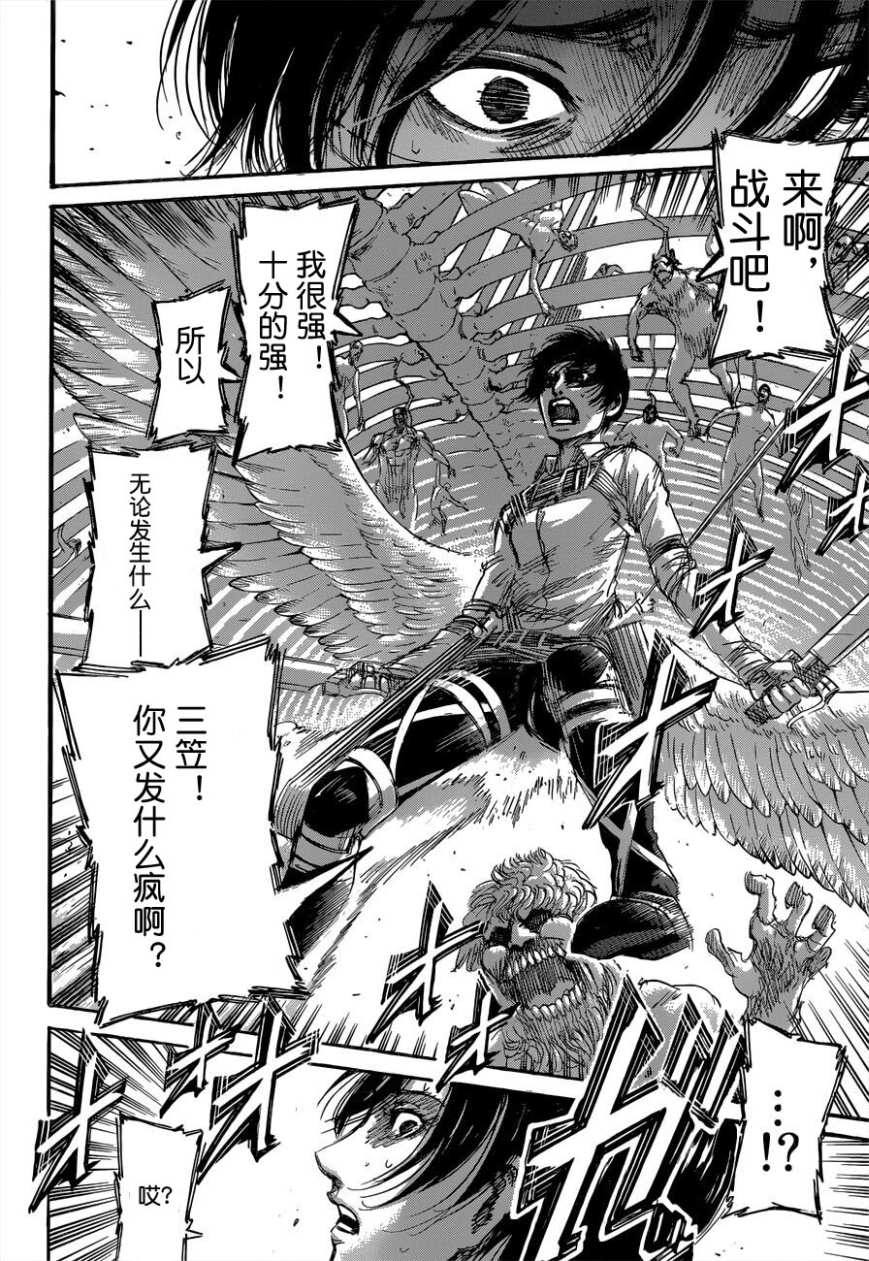 来啊，
战斗吧！
我很强！
十分的强！
所以
无论发生什
么——
三笠！
你又发什么疯啊？
…!?
哎？